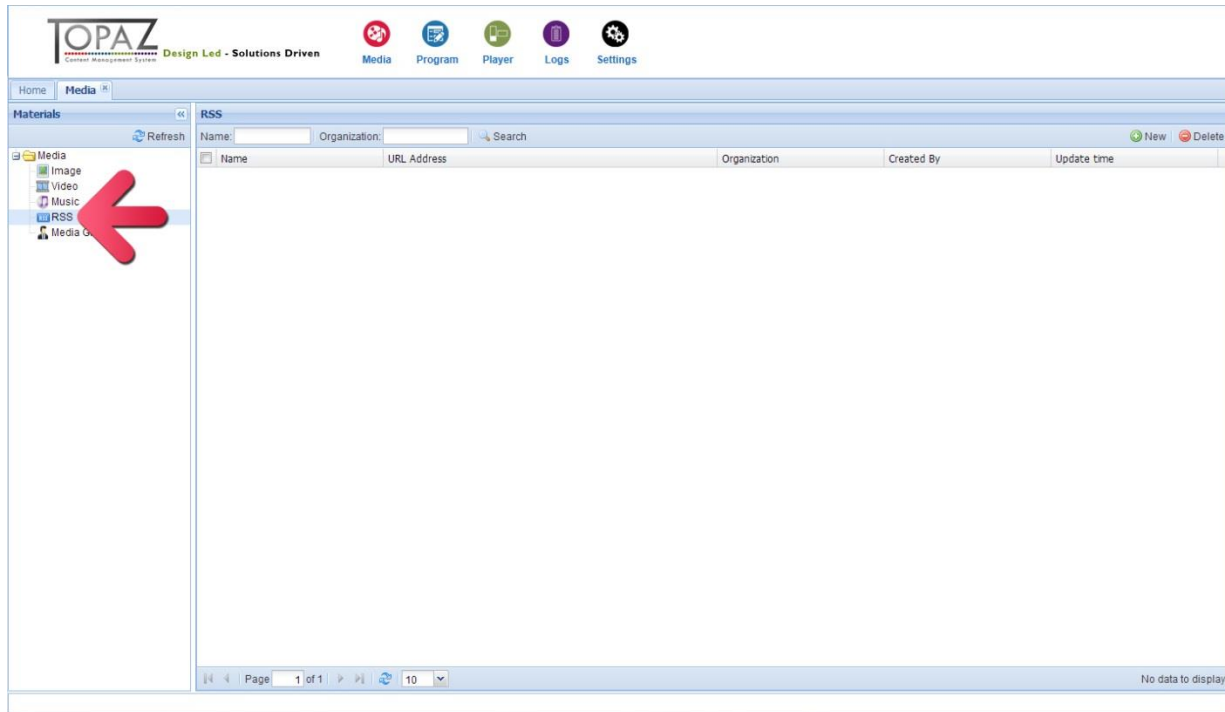 TOPAZ
Content Management System
Design Led - Solutions Driven
Media Program Player Logs Settings
Home Media
Materials
Refresh
Media
Image
Video
Music
RSS
Media G
RSS
Name: Organization: Search New Delete
Name URL Address Organization Created By Update time
Page 1 of 1 10 No data to display